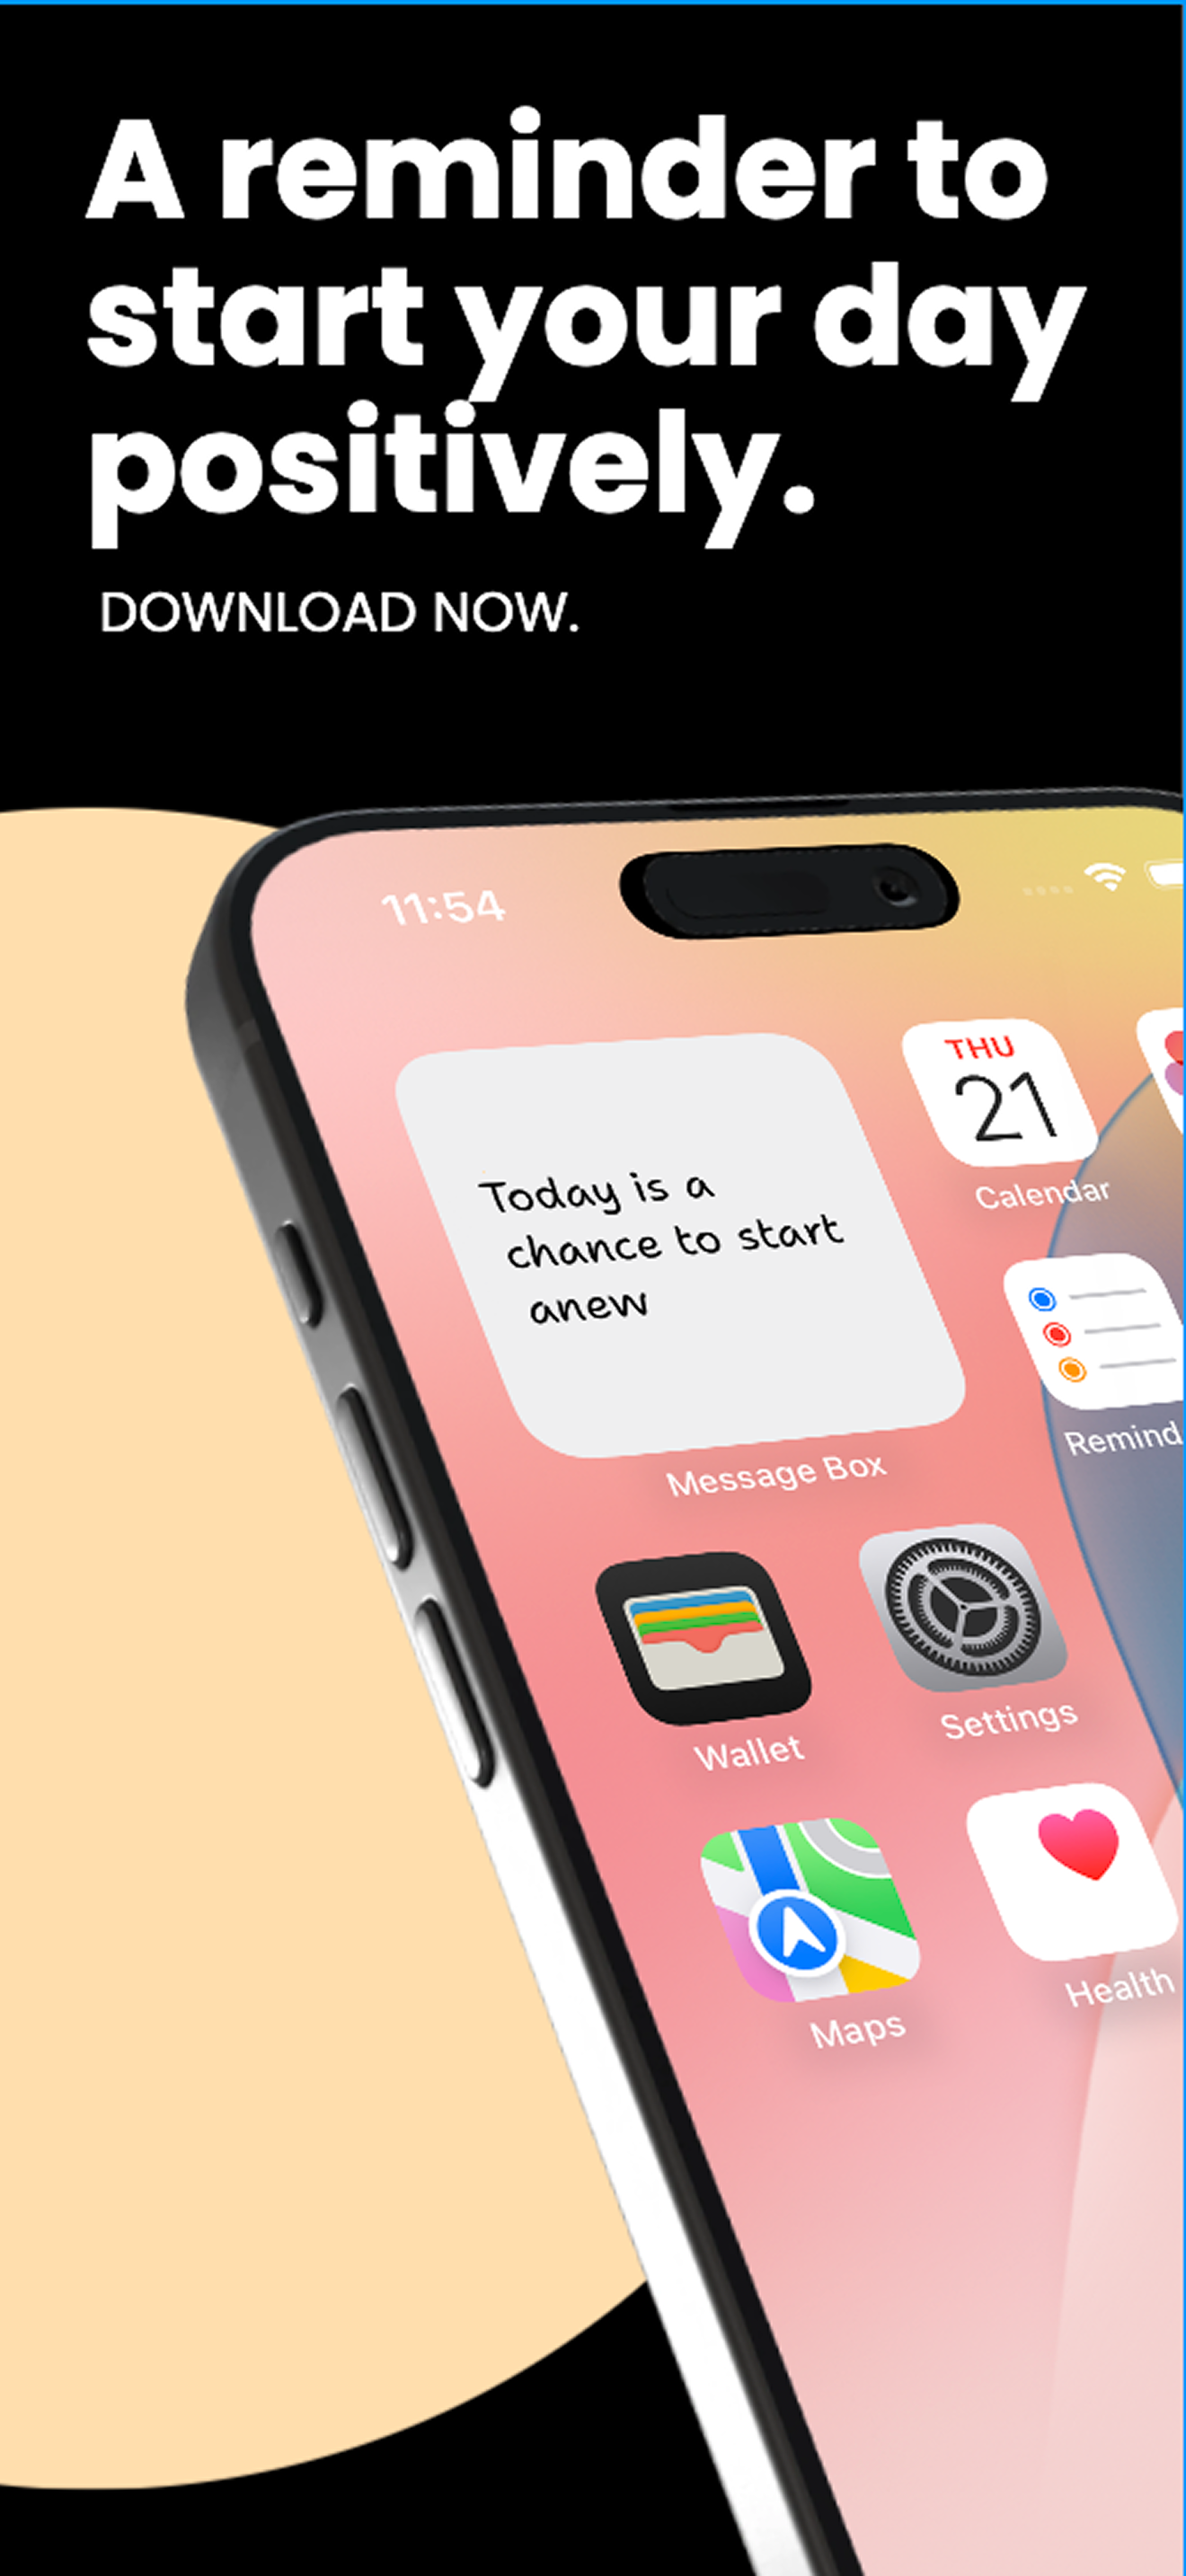 A reminder to
start your day
positively.
DOWNLOAD NOW.
11:54
THU
21
Calendar
Today is a
chance to start
anew
Message Box
Remind
Wallet
Settings
Maps
Health